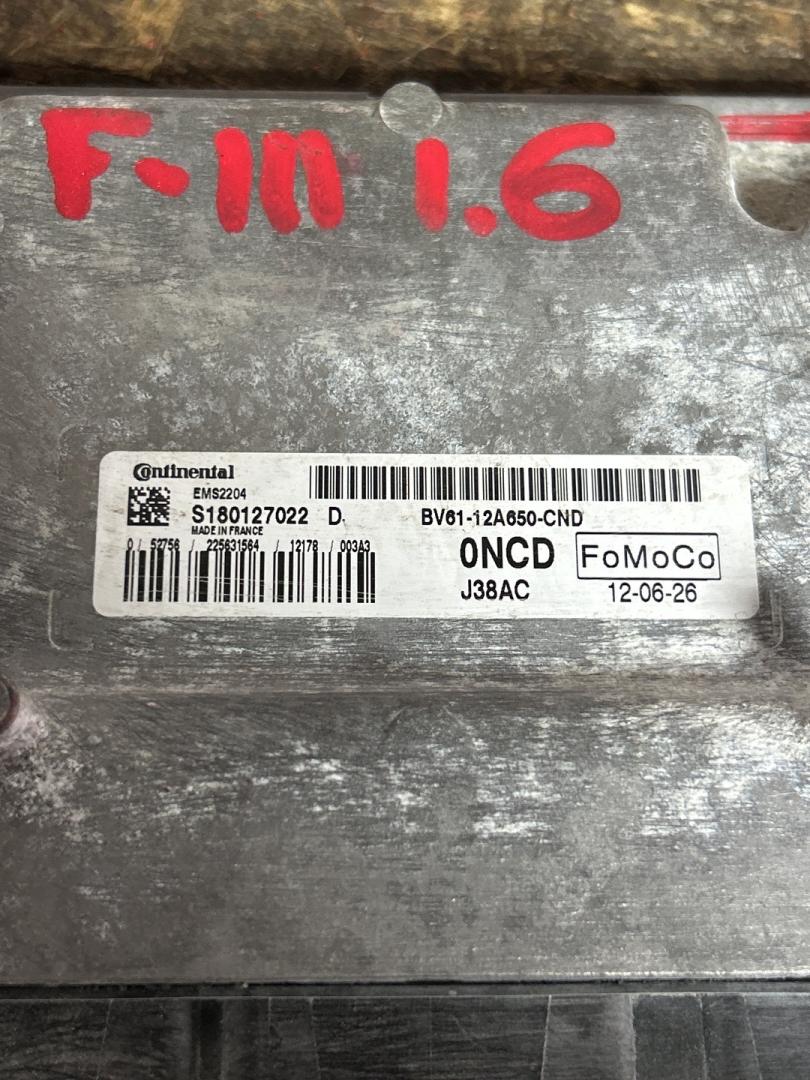 F-III 1.6
Continental
EMS2204
S180127022 D.
BV61-12A650-CND
MADE IN FRANCE
0 / 52756 / 225631564 / 12178 / 003A3
0NCD
FoMoCo
J38AC
12-06-26